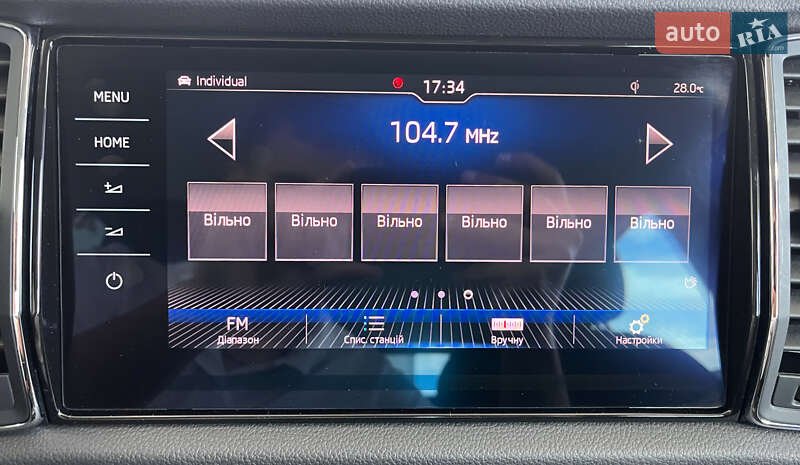 auto RIA
Individual
17:34
28.0°C
MENU
104.7 MHz
HOME
Вільно Вільно Вільно Вільно Вільно Вільно
FM
Діапазон
Спис. станцій
Вручну
Настройки